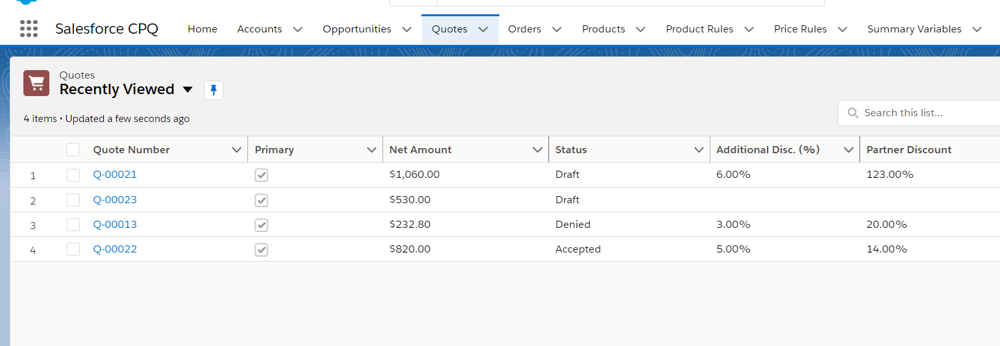 Salesforce CPQ Home Accounts Opportunities Quotes Orders Products Product Rules Price Rules Summary Variables
Quotes
Recently Viewed
4 items • Updated a few seconds ago
Search this list...
Quote Number Primary Net Amount Status Additional Disc. (%) Partner Discount
1 Q-00021 $1,060.00 Draft 6.00% 123.00%
2 Q-00023 $530.00 Draft
3 Q-00013 $232.80 Denied 3.00% 20.00%
4 Q-00022 $820.00 Accepted 5.00% 14.00%